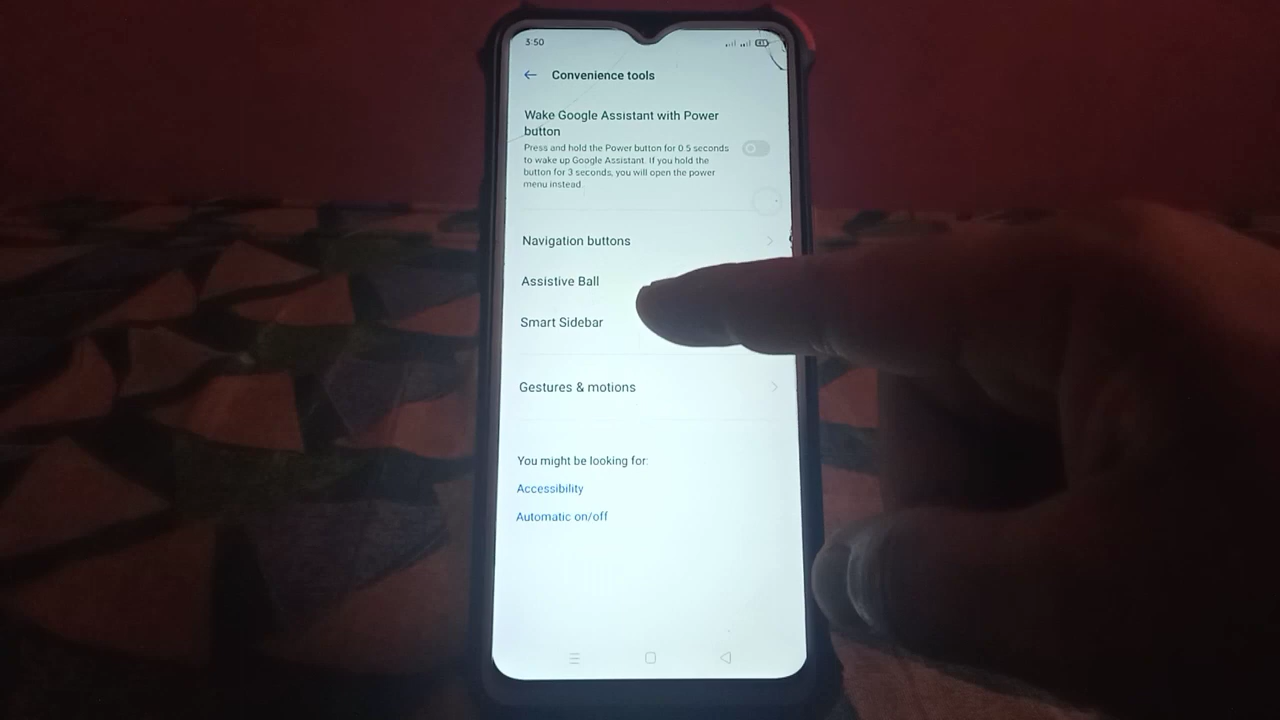 3:50
41
Convenience tools
Wake Google Assistant with Power
button
Press and hold the Power button for 0.5 seconds
to wake up Google Assistant. If you hold the
button for 3 seconds, you will open the power
menu instead.
Navigation buttons
Assistive Ball
Smart Sidebar
Gestures & motions
You might be looking for:
Accessibility
Automatic on/off